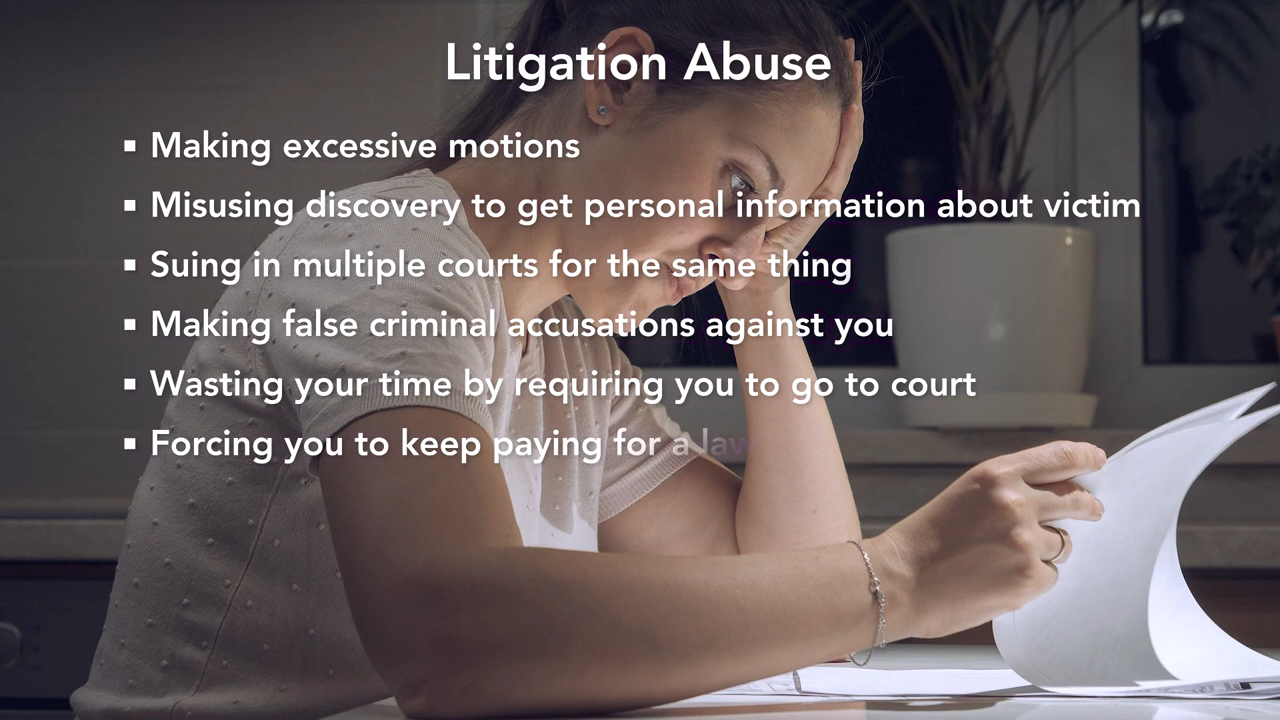 Litigation Abuse
▪ Making excessive motions
▪ Misusing discovery to get personal information about victim
▪ Suing in multiple courts for the same thing
▪ Making false criminal accusations against you
▪ Wasting your time by requiring you to go to court
▪ Forcing you to keep paying for a law